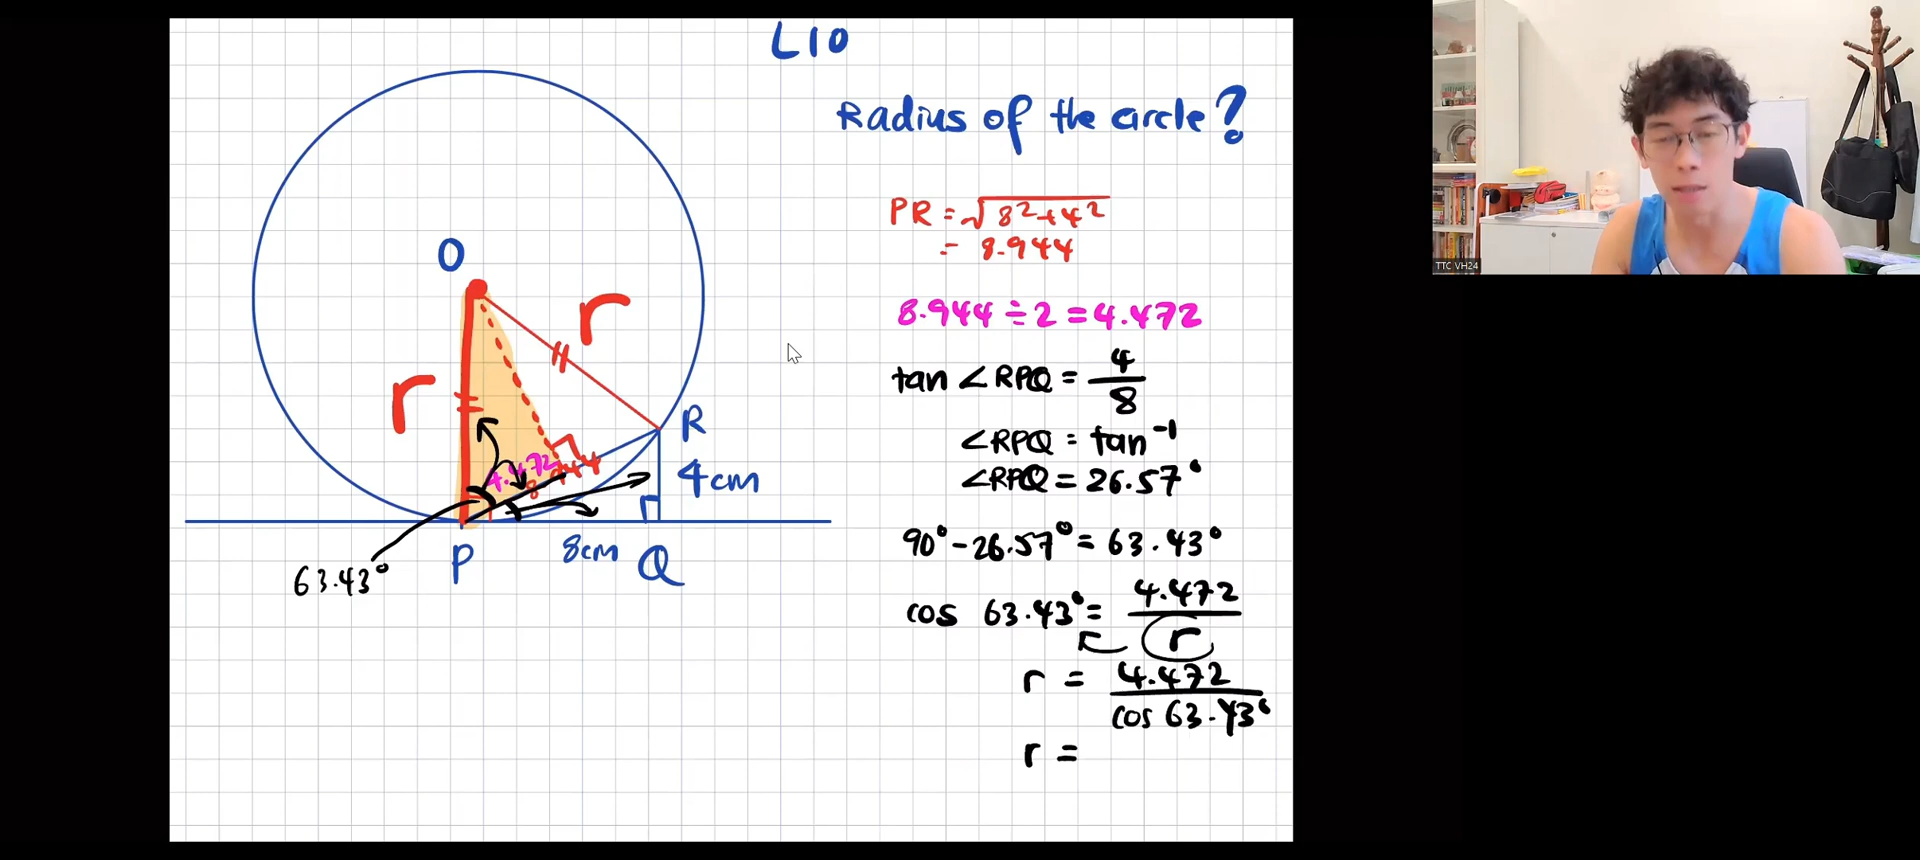 L10
Radius of the circle?
PR = √8²+4²
= 8.944
8.944 ÷ 2 = 4.472
tan ∠RPQ = 4/8
∠RPQ = tan⁻¹
∠RPQ = 26.57°
90° - 26.57° = 63.43°
cos 63.43° = 4.472/r
r = 4.472/cos 63.43°
r =
O
r
r
R
4.472
8.944
4cm
P
8cm
Q
63.43°
TTC VH24